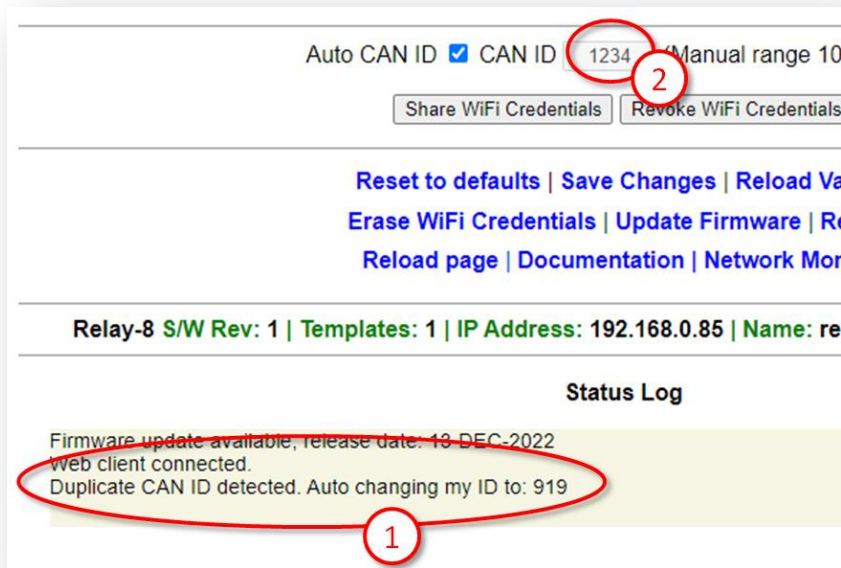 Auto CAN ID CAN ID 1234 (Manual range 10
2
Share WiFi Credentials Revoke WiFi Credentials
Reset to defaults | Save Changes | Reload Va
Erase WiFi Credentials | Update Firmware | Re
Reload page | Documentation | Network Mon
Relay-8 S/W Rev: 1 | Templates: 1 | IP Address: 192.168.0.85 | Name: re
Status Log
Firmware update available, release date: 13-DEC-2022
Web client connected.
Duplicate CAN ID detected. Auto changing my ID to: 919
1